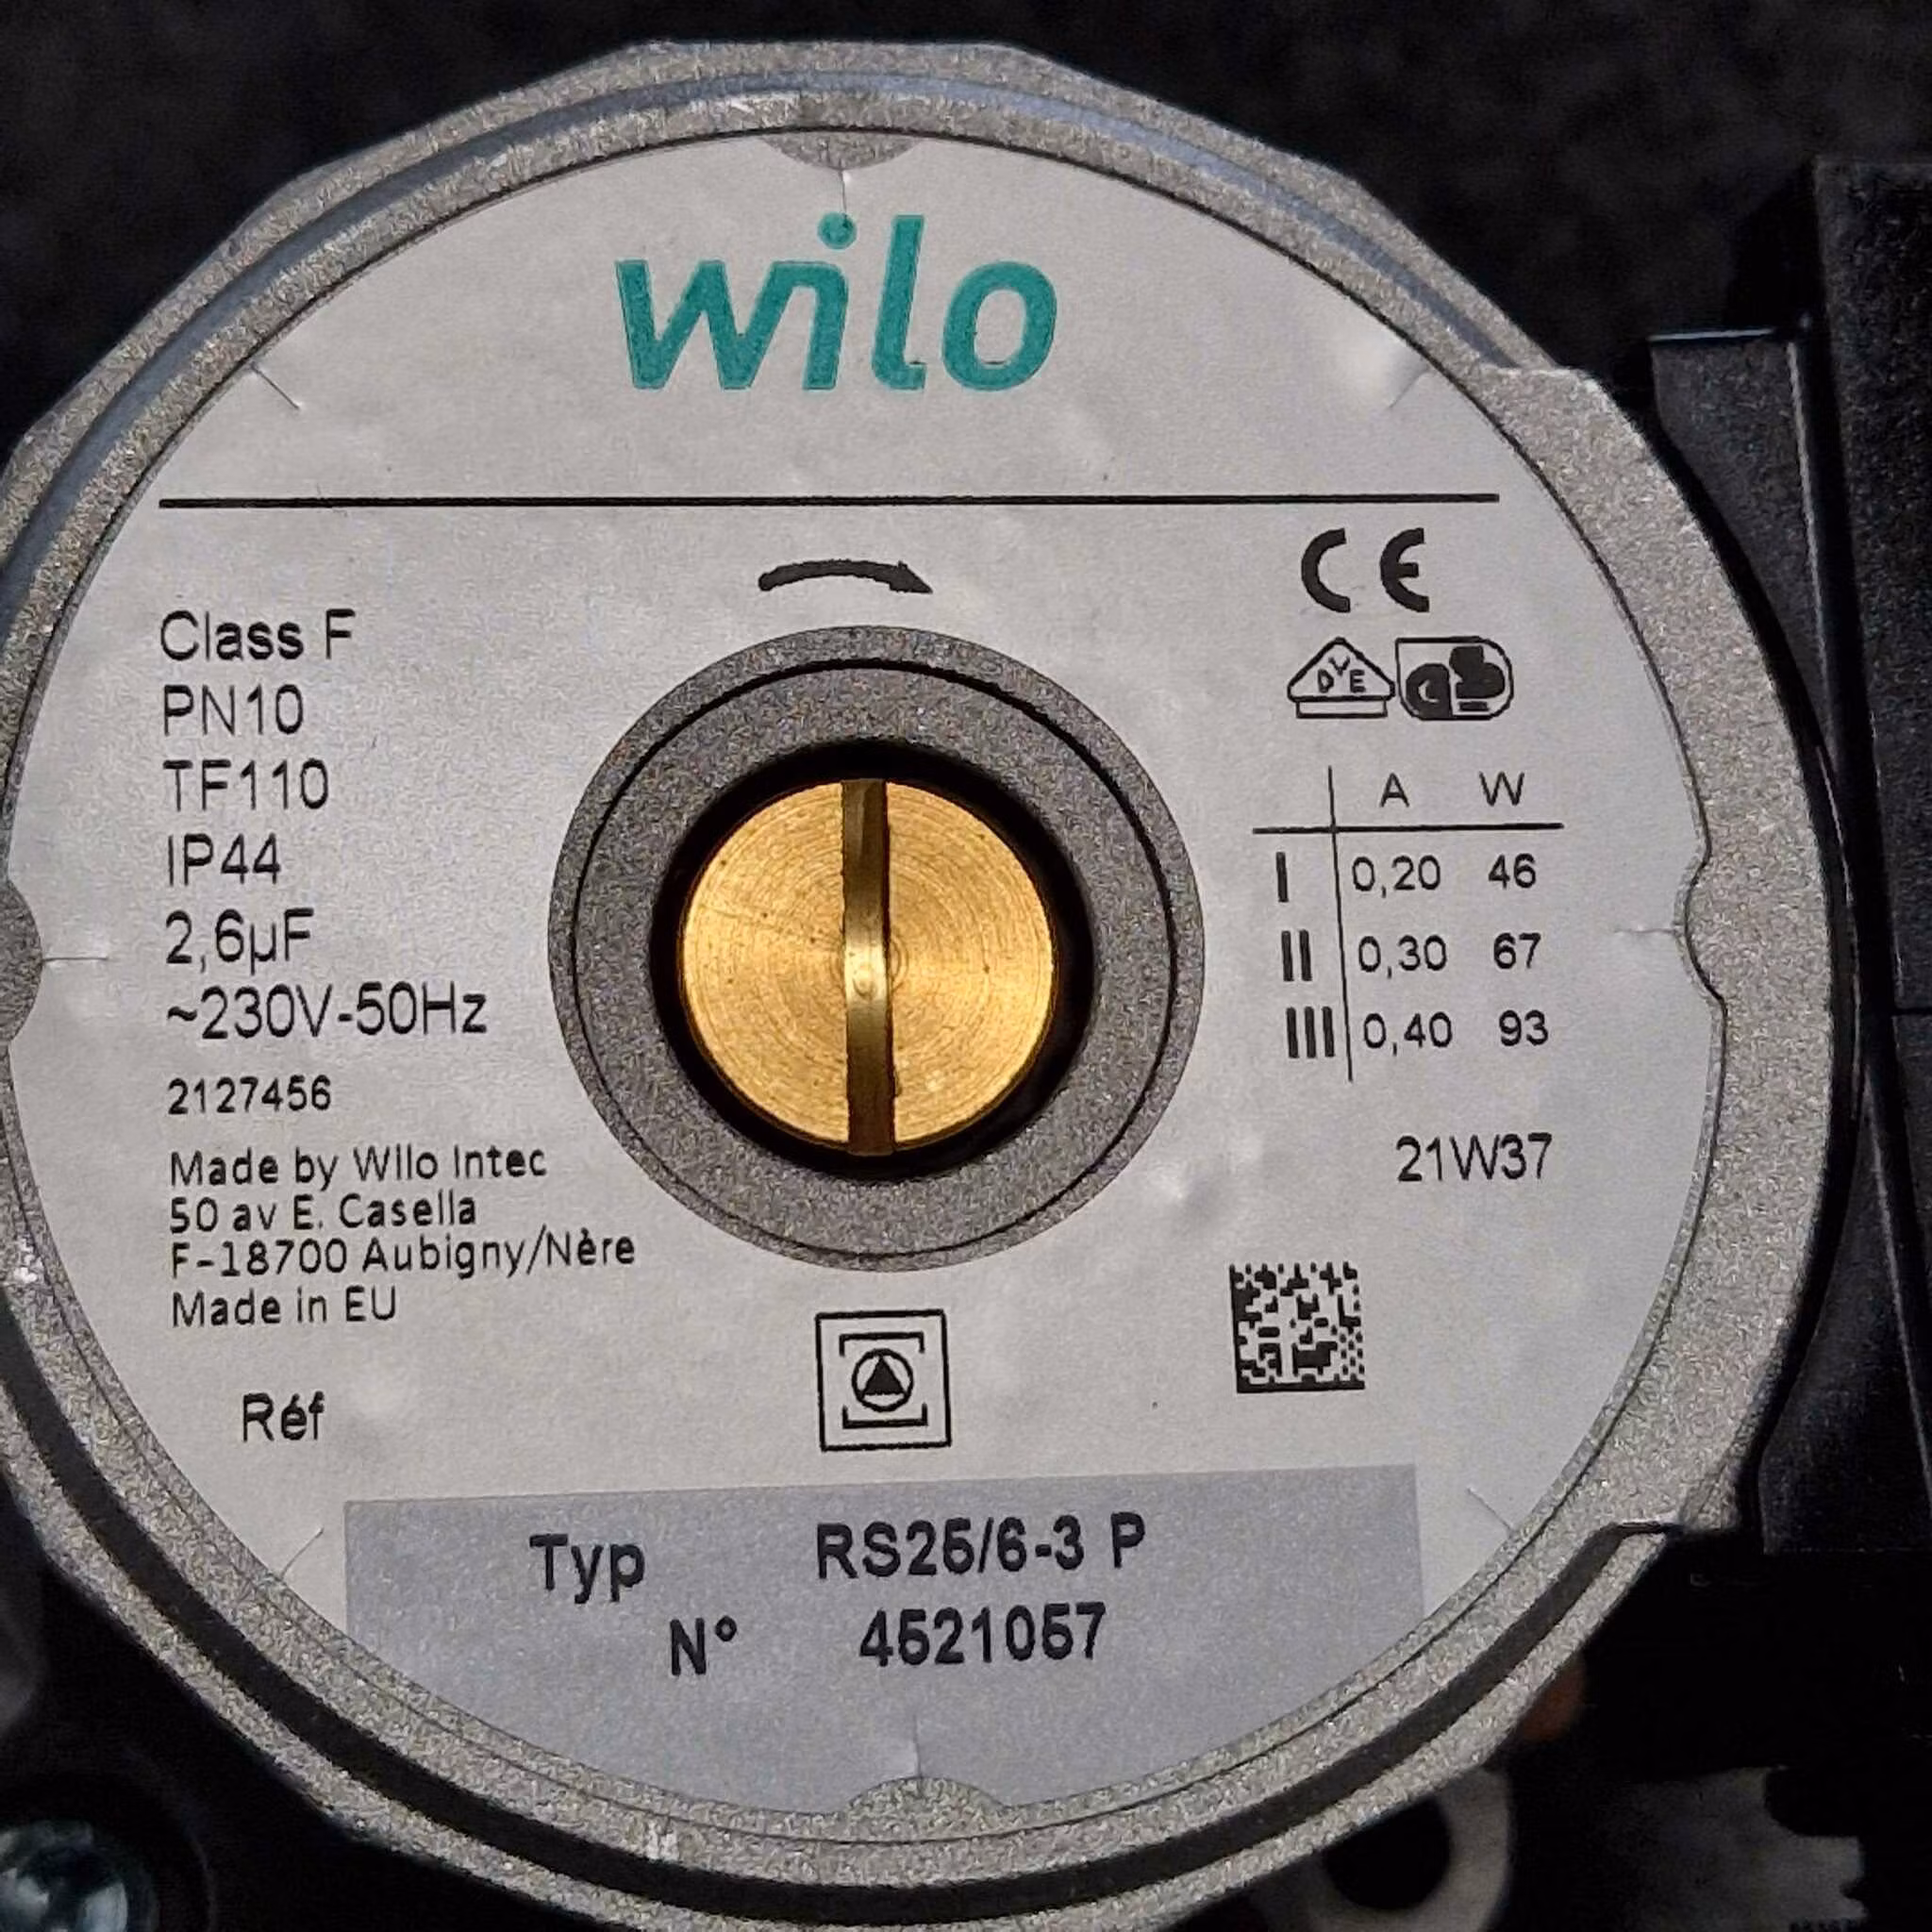 wilo
CE
Class F
PN10
TF110
IP44
2,6µF
~230V-50Hz
2127456
Made by Wilo Intec
50 av E. Casella
F-18700 Aubigny/Nère
Made in EU
Réf
DVE
A W
I 0,20 46
II 0,30 67
III 0,40 93
21W37
Typ RS25/6-3 P
N° 4521057